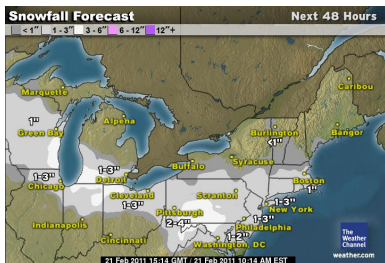 Snowfall Forecast
Next 48 Hours
< 1" 1 - 3" 3 - 6" 6 - 12" 12"+
Caribou
Marquette
1"
Green Bay
Alpena
Burlington
<1"
Bangor
1-3"
Chicago
1-3"
Detroit
Buffalo
Syracuse
Boston
1"
Cleveland
1-3"
Scranton
1-3"
New York
Pittsburgh
2-4"
1-3"
Philadelphia
Indianapolis
Cincinnati
1-2"
Washington, DC
The
Weather
Channel
weather.com
21 Feb 2011 15:14 GMT / 21 Feb 2011 10:14 AM EST